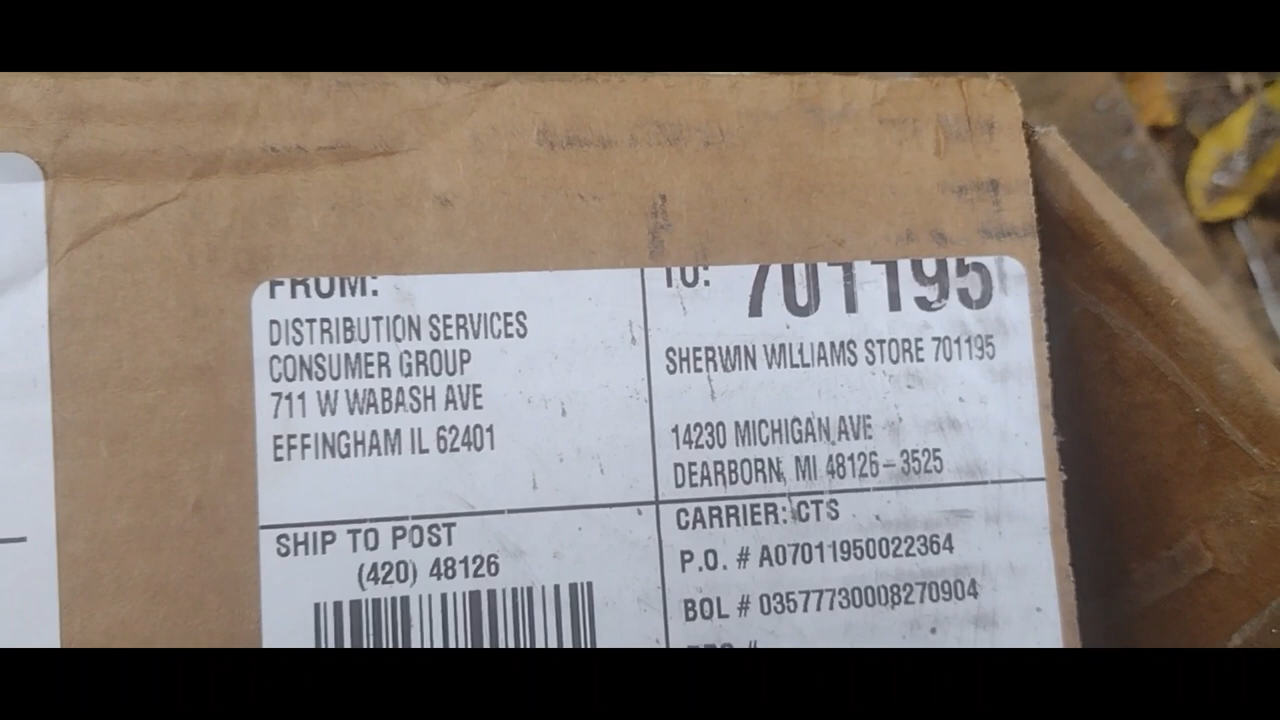 FROM:
DISTRIBUTION SERVICES
CONSUMER GROUP
711 W WABASH AVE
EFFINGHAM IL 62401
TO: 701195
SHERWIN WILLIAMS STORE 701195
14230 MICHIGAN AVE
DEARBORN, MI 48126-3525
SHIP TO POST
(420) 48126
CARRIER: CTS
P.O. # A07011950022364
BOL # 03577730008270904